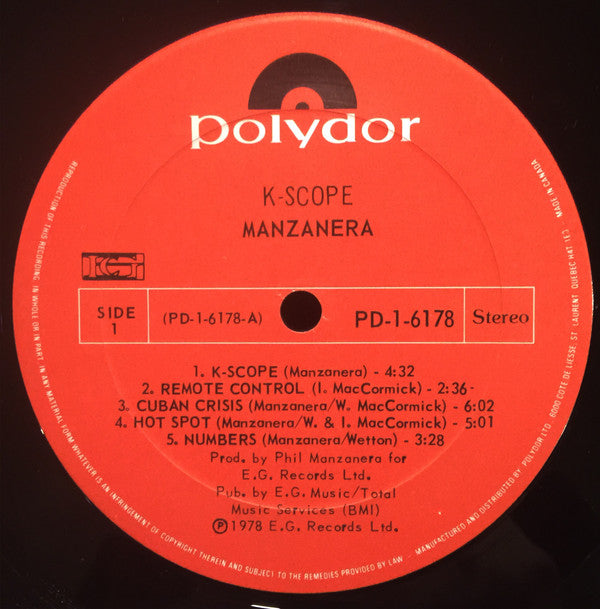 polydor
K-SCOPE
MANZANERA
EG
SIDE 1
(PD-1-6178-A)
PD-1-6178
Stereo
1. K-SCOPE (Manzanera) - 4:32
2. REMOTE CONTROL (I. MacCormick) - 2:36
3. CUBAN CRISIS (Manzanera/W. MacCormick) - 6:02
4. HOT SPOT (Manzanera/W. & I. MacCormick) - 5:01
5. NUMBERS (Manzanera/Wetton) - 3:28
Prod. by Phil Manzanera for
E.G. Records Ltd.
Pub. by E.G. Music/Total
Music Services (BMI)
Ⓟ1978 E.G. Records Ltd.
REPRODUCTION OF THIS RECORDING, IN WHOLE OR IN PART, IN ANY MATERIAL FORM WHATEVER IS AN INFRINGEMENT OF COPYRIGHT THEREIN AND SUBJECT TO THE REMEDIES PROVIDED BY LAW - MANUFACTURED AND DISTRIBUTED BY POLYDOR LTD. 6000 COTE DE LIESSE, ST LAURENT QUEBEC H4T 1E3 MADE IN CANADA